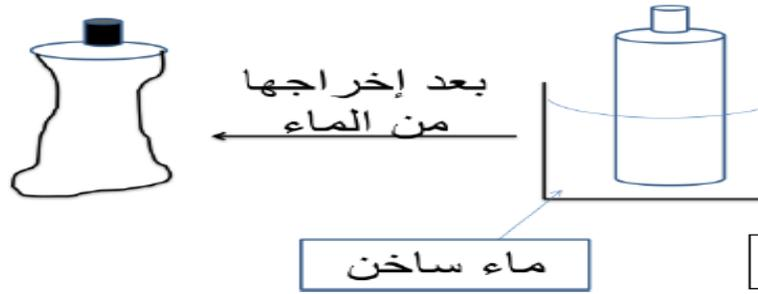 بعد إخراجها
من الماء
ماء ساخن